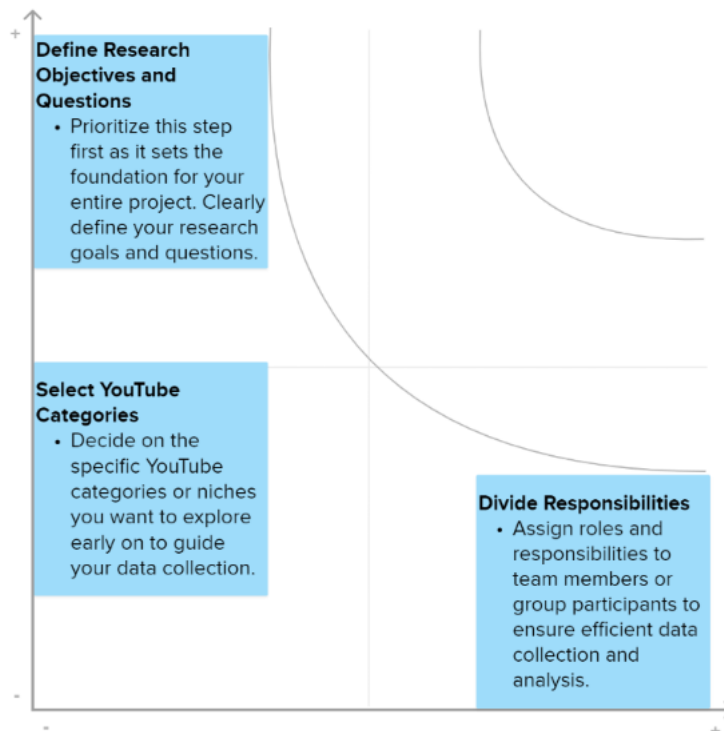 +
Define Research
Objectives and
Questions
• Prioritize this step
first as it sets the
foundation for your
entire project. Clearly
define your research
goals and questions.
Select YouTube
Categories
• Decide on the
specific YouTube
categories or niches
you want to explore
early on to guide
your data collection.
Divide Responsibilities
• Assign roles and
responsibilities to
team members or
group participants to
ensure efficient data
collection and
analysis.
-
-
+